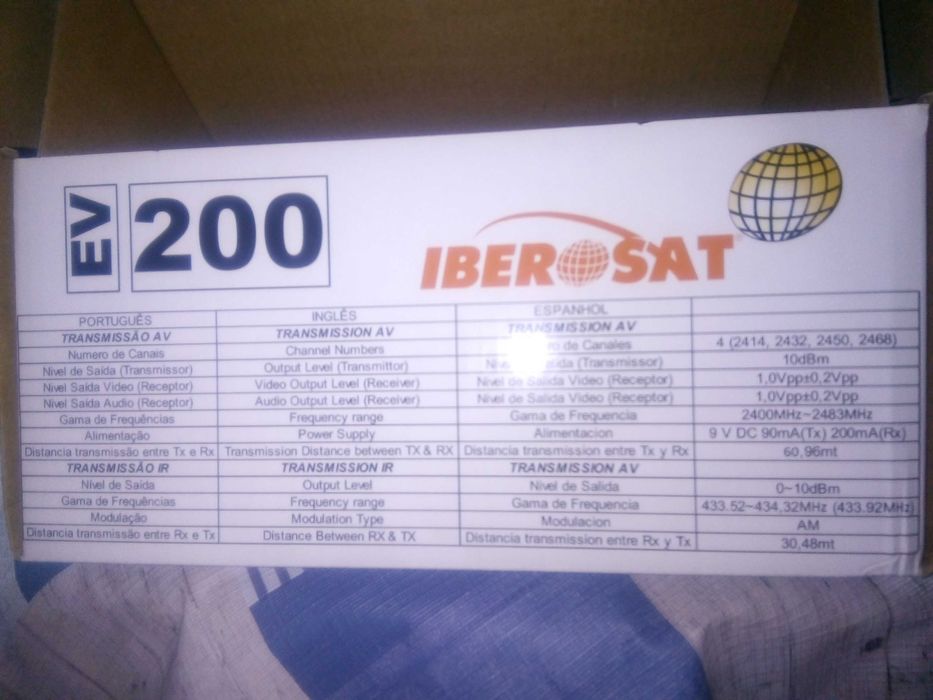 EV 200
IBEROSAT
PORTUGUÊS INGLÊS ESPANHOL
TRANSMISSÃO AV TRANSMISSION AV TRANSMISSION AV
Numero de Canais Channel Numbers de Canales 4 (2414, 2432, 2450, 2468)
Nivel de Saída (Transmissor) Output Level (Transmittor) Nivel de (Transmissor) 10dBm
Nivel Saída Video (Receptor) Video Output Level (Receiver) Nivel de Salida Video (Receptor) 1,0Vpp±0,2Vpp
Nivel Saída Audio (Receptor) Audio Output Level (Receiver) Nivel de Salida Video (Receptor) 1,0Vpp±0,2Vpp
Gama de Frequências Frequency range Gama de Frequencia 2400MHz~2483MHz
Alimentação Power Supply Alimentacion 9 V DC 90mA(Tx) 200mA(Rx)
Distancia transmissão entre Tx e Rx Transmission Distance between TX & RX Distancia transmission entre Tx y Rx 60,96mt
TRANSMISSÃO IR TRANSMISSION IR TRANSMISSION AV
Nível de Saída Output Level Nivel de Salida 0~10dBm
Gama de Frequências Frequency range Gama de Frequencia 433.52~434,32MHz (433.92MHz)
Modulação Modulation Type Modulacion AM
Distancia transmissão entre Rx e Tx Distance Between RX & TX Distancia transmission entre Rx y Tx 30,48mt